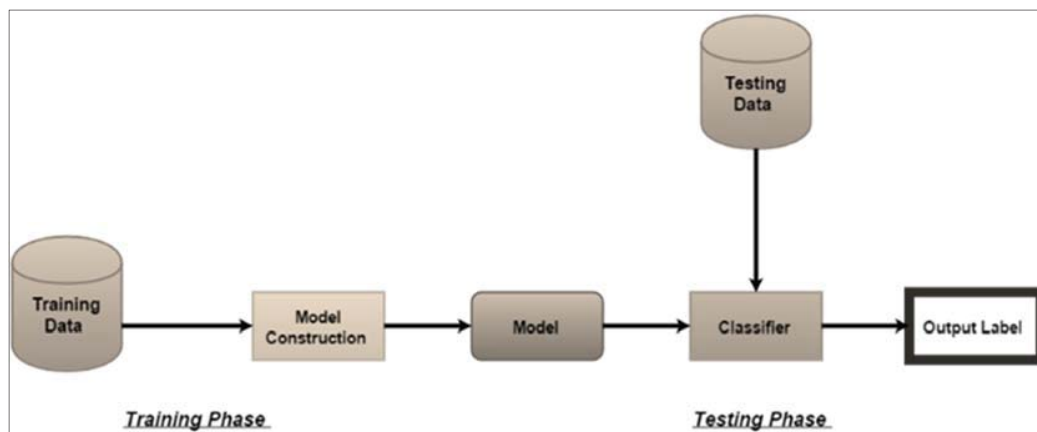 Testing
Data
Training
Data
Model
Construction
Model
Classifier
Output Label
Training Phase
Testing Phase